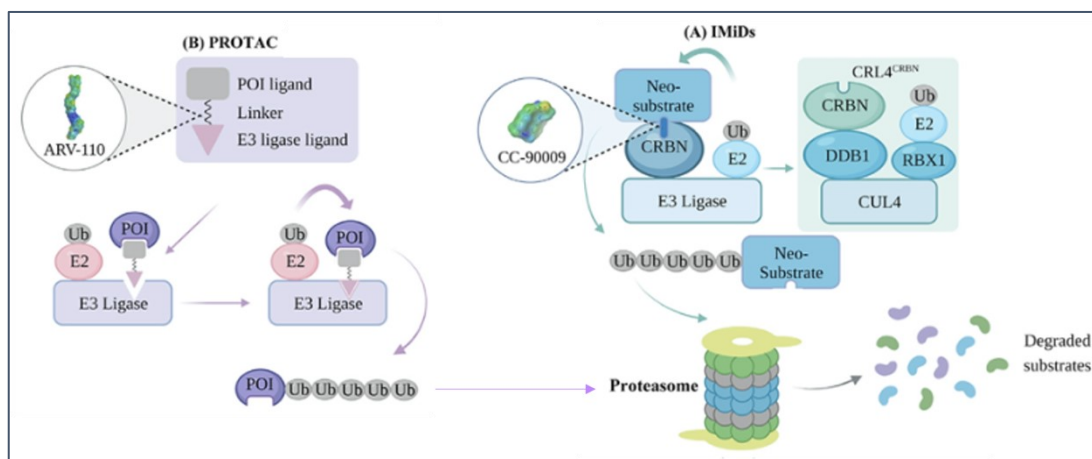 (B) PROTAC
POI ligand
Linker
E3 ligase ligand
ARV-110
Ub
E2
POI
E3 Ligase
Ub
E2
POI
E3 Ligase
POI Ub Ub Ub Ub Ub
(A) IMiDs
Neo-
substrate
CRBN
CC-90009
Ub
E2
E3 Ligase
CRL4CRBN
CRBN
DDB1
Ub
E2
RBX1
CUL4
Ub Ub Ub Ub Ub
Neo-
Substrate
Proteasome
Degraded
substrates